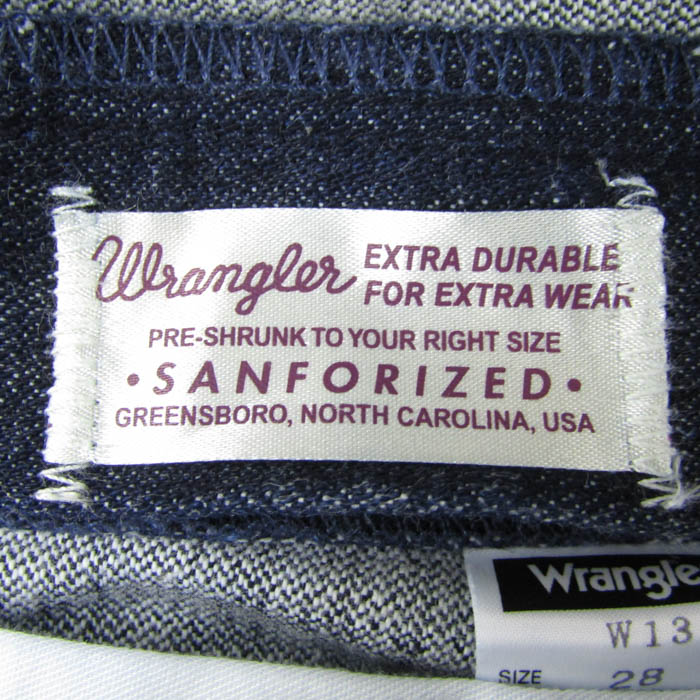 Wrangler EXTRA DURABLE
FOR EXTRA WEAR
PRE-SHRUNK TO YOUR RIGHT SIZE
• SANFORIZED •
GREENSBORO, NORTH CAROLINA, USA
Wrangle
W13
SIZE 28